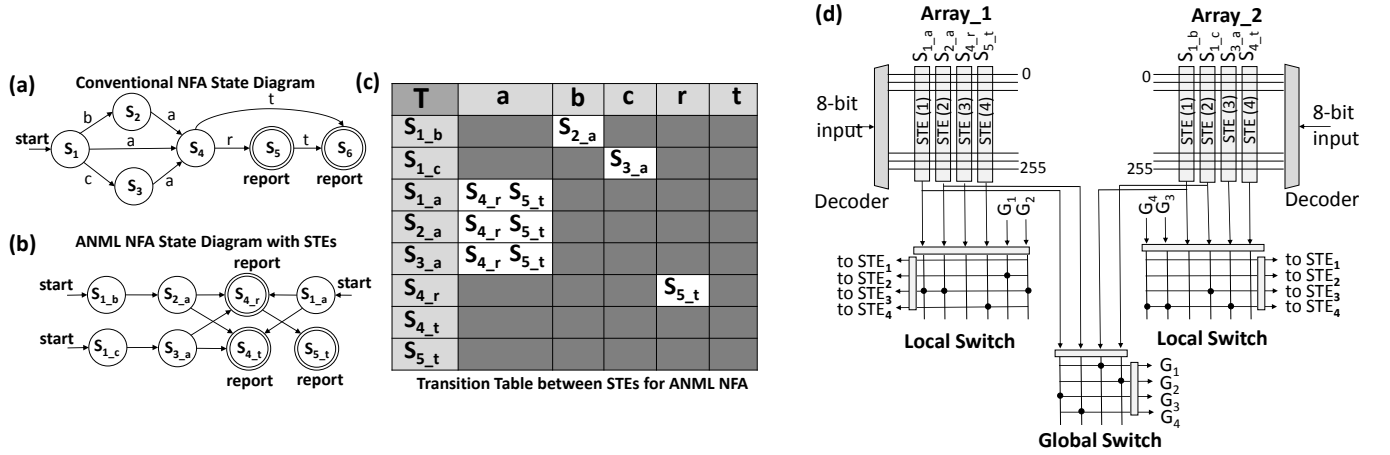 (a)
Conventional NFA State Diagram
start
S1
b
S2
a
a
c
S3
a
S4
t
r
S5
t
S6
report
report
(b)
ANML NFA State Diagram with STEs
report
start
S1_b
S2_a
S4_r
S1_a
start
start
S1_c
S3_a
S4_t
S5_t
report
report
(c)
T a b c r t
S1_b S2_a
S1_c S3_a
S1_a S4_r S5_t
S2_a S4_r S5_t
S3_a S4_r S5_t
S4_r S5_t
S4_t
S5_t
Transition Table between STEs for ANML NFA
(d)
Array_1
S1_a
S2_a
S4_r
S5_t
0
8-bit
input
STE (1)
STE (2)
STE (3)
STE (4)
255
Decoder
G1
G2
to STE1
to STE2
to STE3
to STE4
Local Switch
Array_2
S1_b
S1_c
S3_a
S4_t
0
8-bit
input
STE (1)
STE (2)
STE (3)
STE (4)
255
Decoder
G4
G3
to STE1
to STE2
to STE3
to STE4
Local Switch
G1
G2
G3
G4
Global Switch